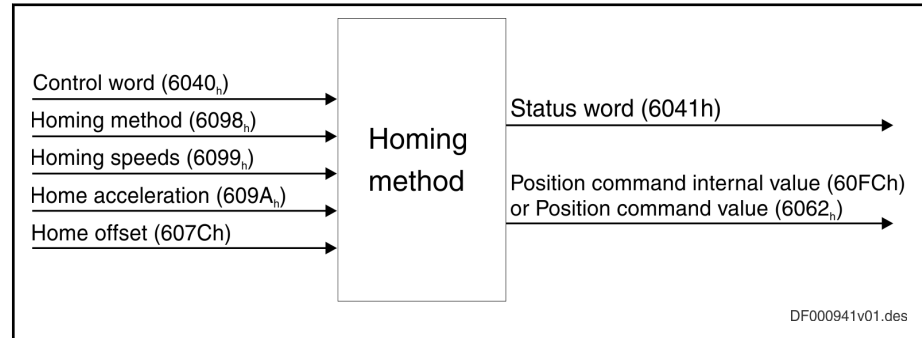 Control word (6040h)
Homing method (6098h)
Homing speeds (6099h)
Home acceleration (609Ah)
Home offset (607Ch)
Homing
method
Status word (6041h)
Position command internal value (60FCh)
or Position command value (6062h)
DF000941v01.des